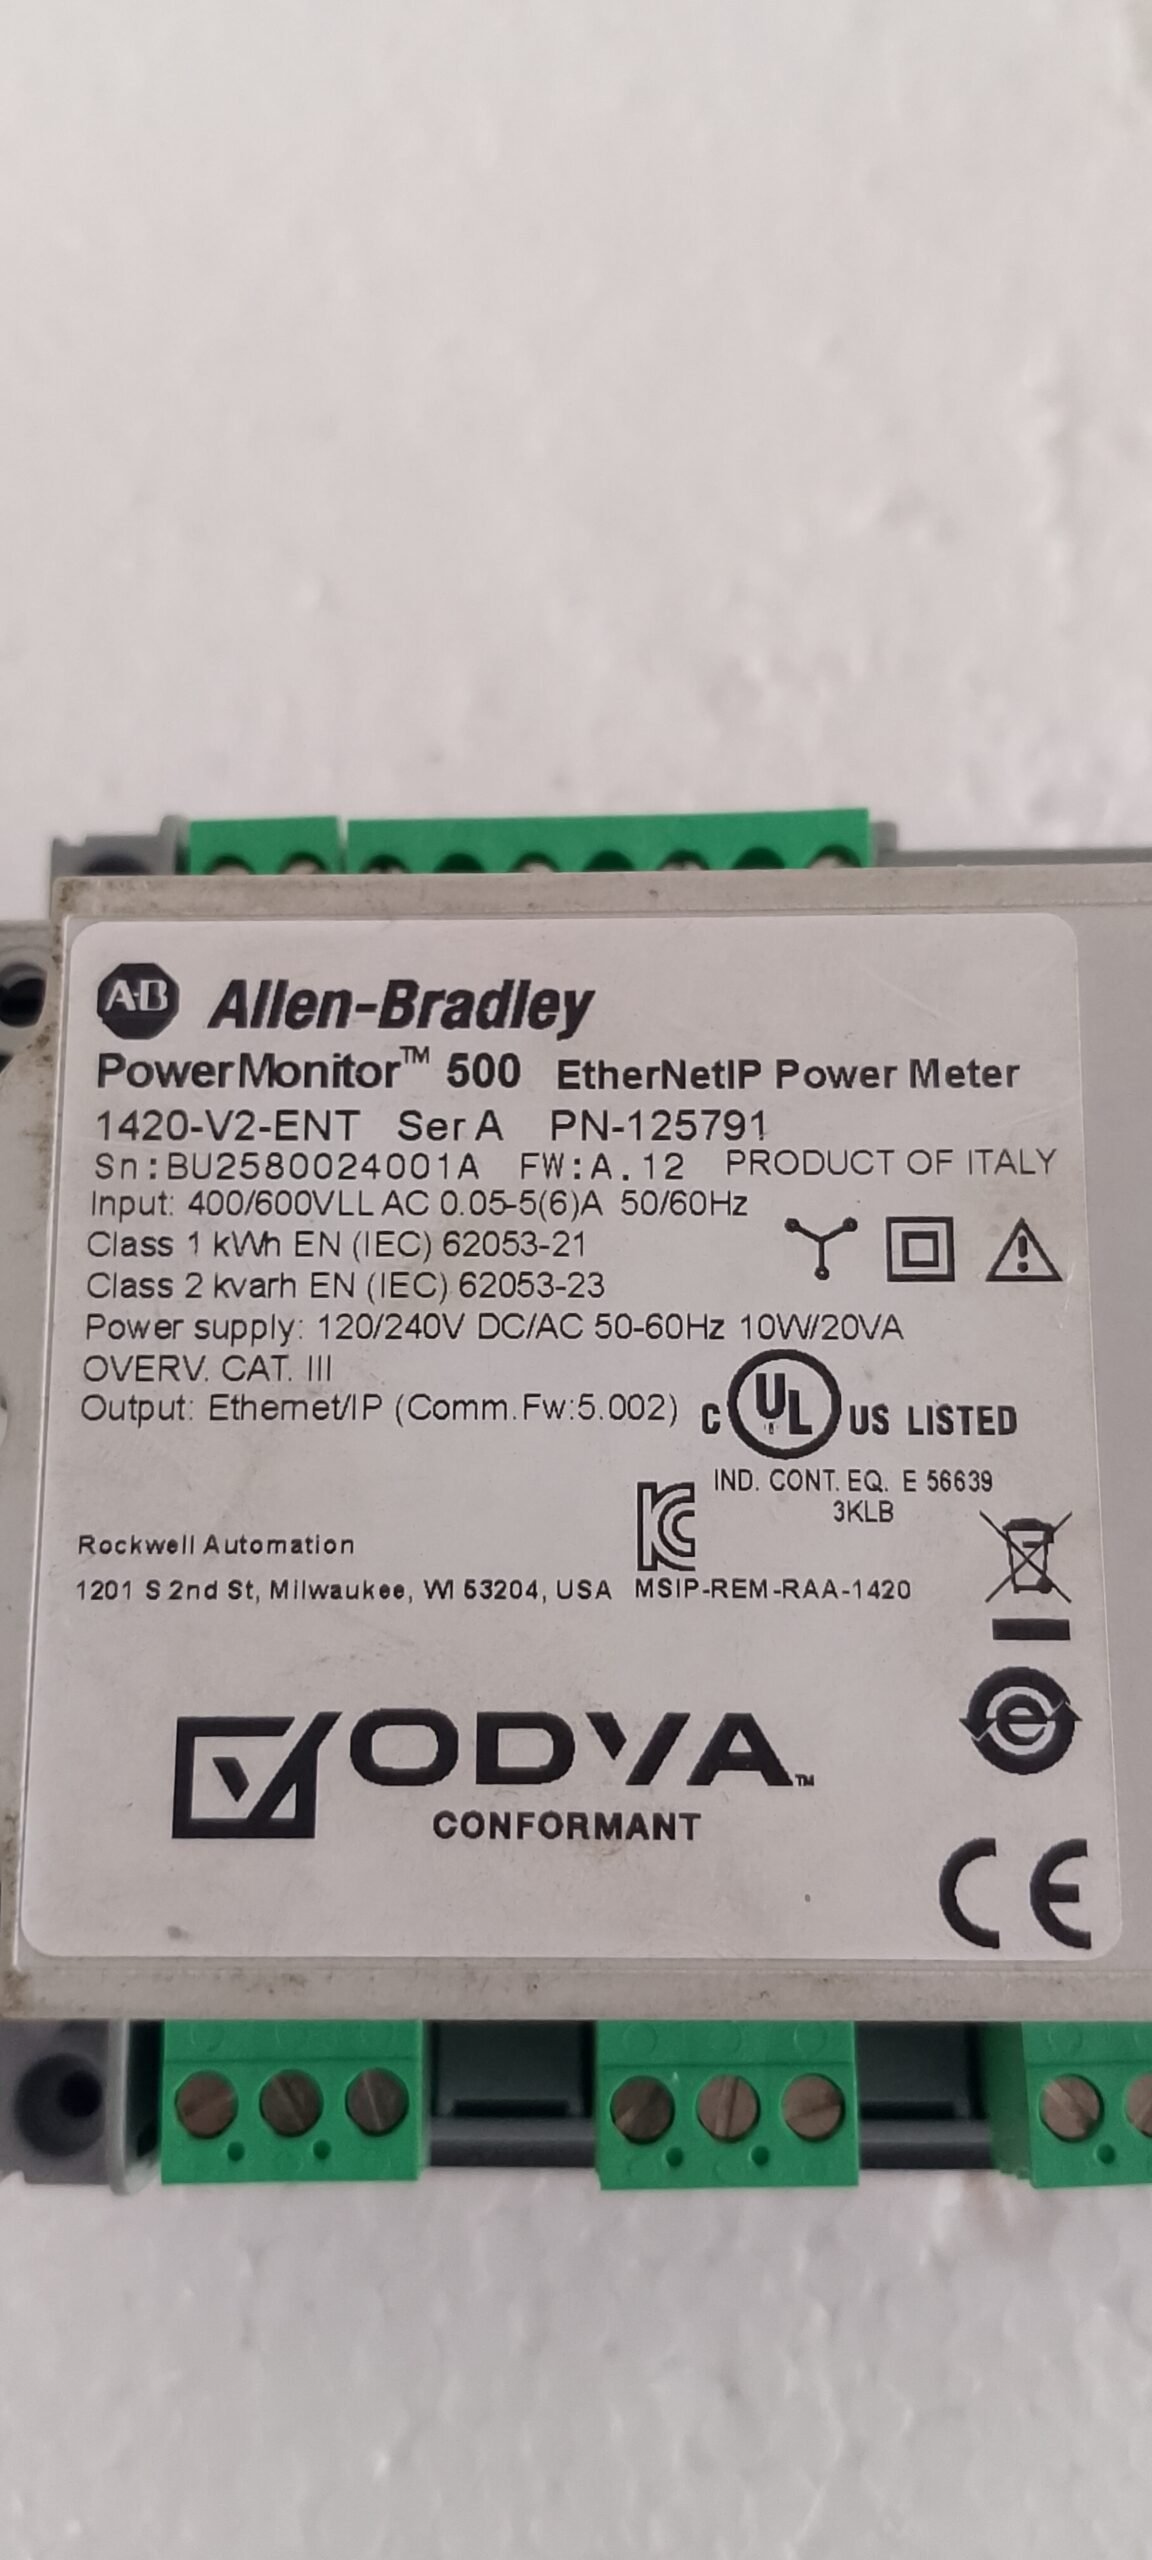 A-B Allen-Bradley
PowerMonitor™ 500 EtherNetIP Power Meter
1420-V2-ENT Ser A PN-125791
Sn:BU2580024001A FW:A.12 PRODUCT OF ITALY
Input: 400/600VLL AC 0.05-5(6)A 50/60Hz
Class 1 kWh EN (IEC) 62053-21
Class 2 kvarh EN (IEC) 62053-23
Power supply: 120/240V DC/AC 50-60Hz 10W/20VA
OVERV. CAT. III
Output: Ethernet/IP (Comm.Fw:5.002)
C UL US LISTED
IND. CONT. EQ. E 56639
3KLB
Rockwell Automation
1201 S 2nd St, Milwaukee, WI 53204, USA MSIP-REM-RAA-1420
ODVA™
CONFORMANT
e
CE